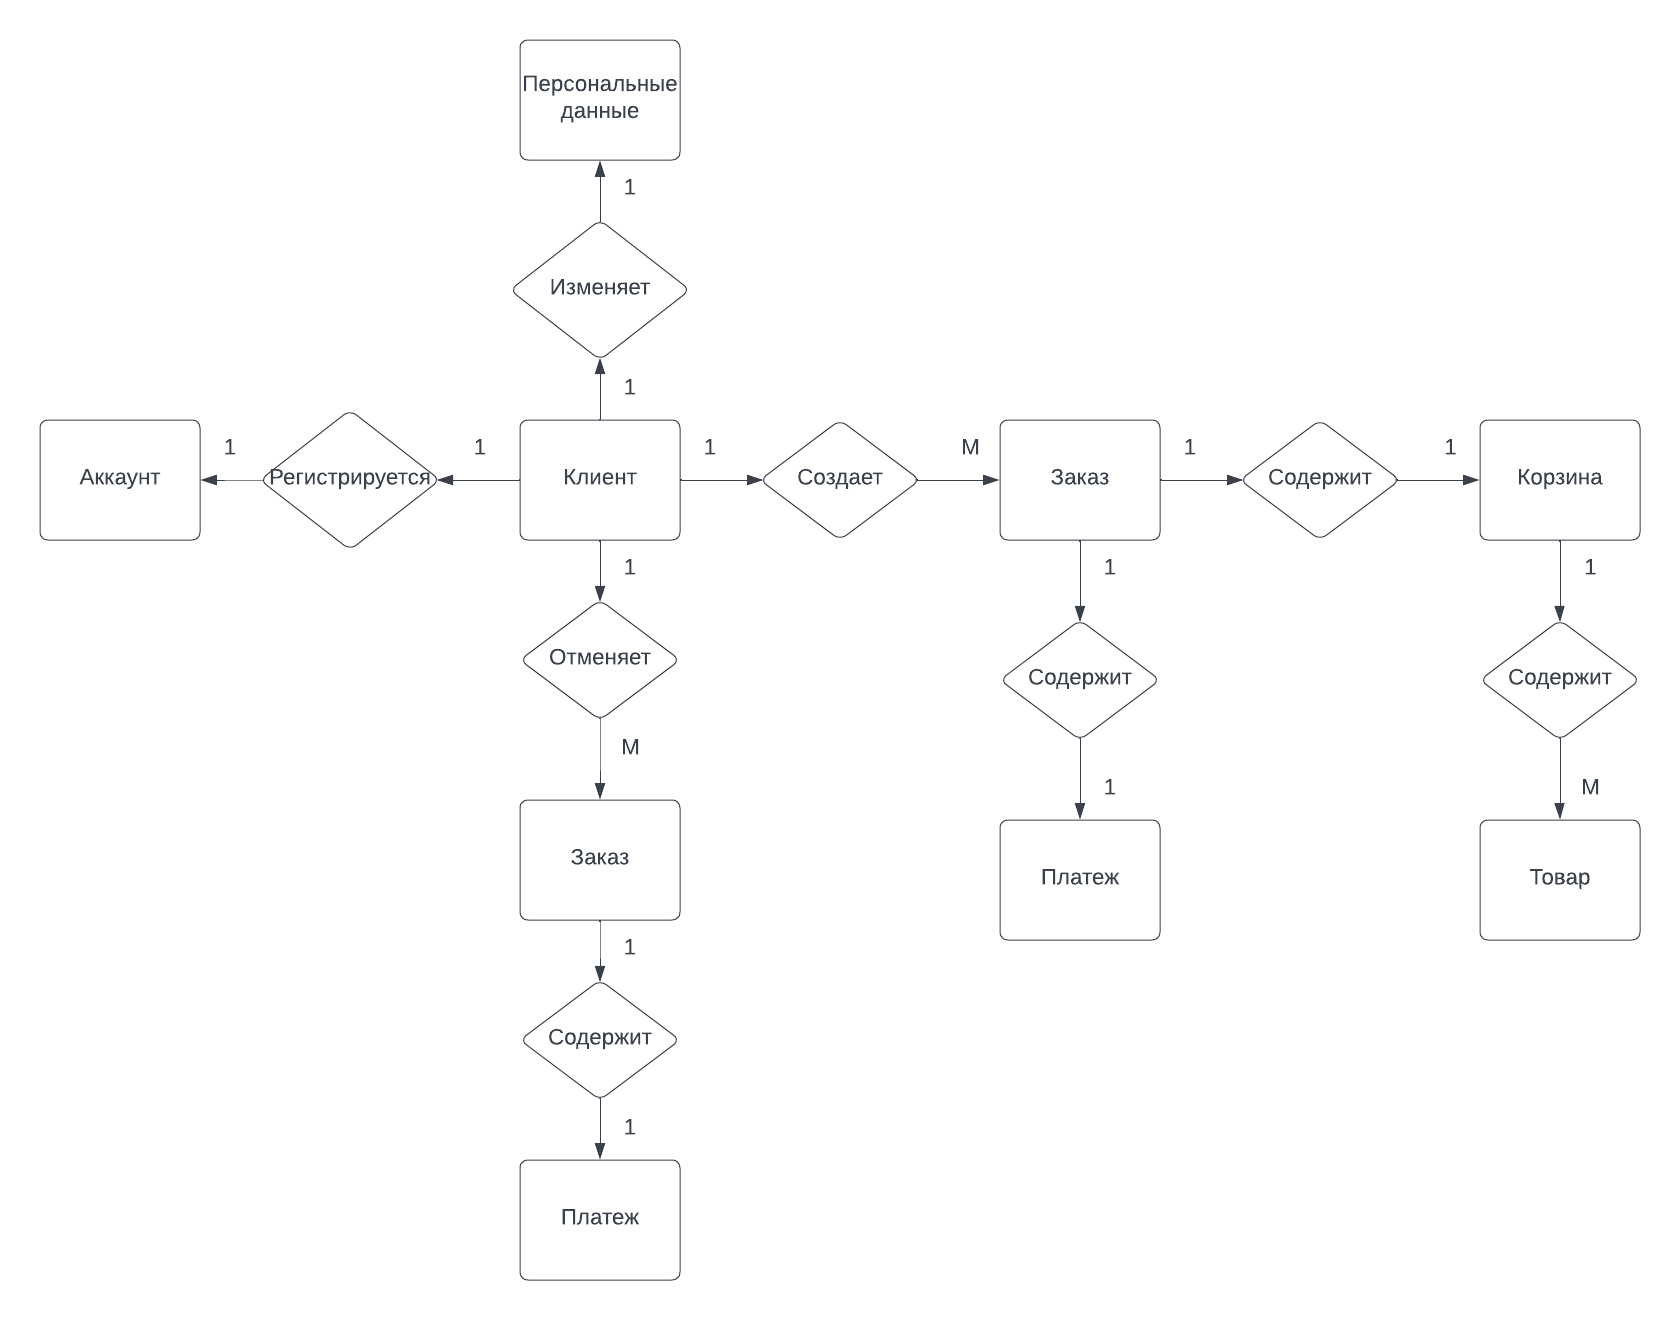 Персональные
данные
1
Изменяет
1
Аккаунт
1
Регистрируется
1
Клиент
1
Создает
М
Заказ
1
Содержит
1
Корзина
1
1
1
Отменяет
Содержит
Содержит
М
1
М
Заказ
Платеж
Товар
1
Содержит
1
Платеж